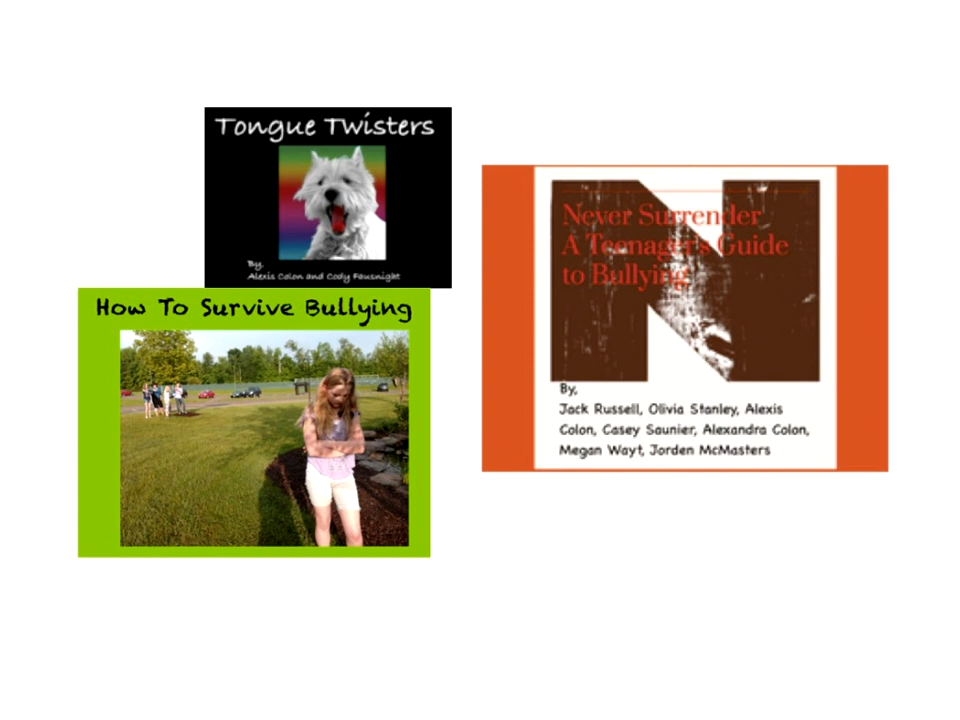 Tongue Twisters
By,
Alexis Colon and Cody Fausnight
How To Survive Bullying
Never Surrender
A Teenager's Guide
to Bullying
By,
Jack Russell, Olivia Stanley, Alexis
Colon, Casey Saunier, Alexandra Colon,
Megan Wayt, Jorden McMasters